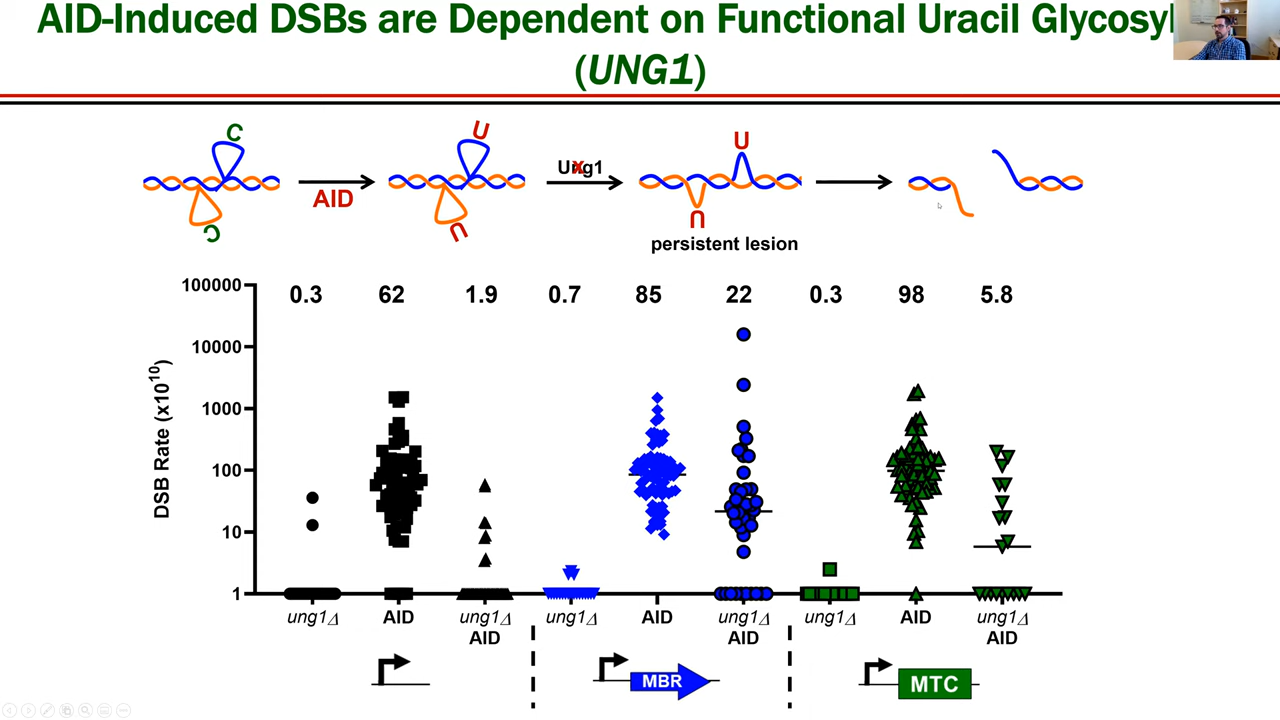 AID-Induced DSBs are Dependent on Functional Uracil Glycosyl
(UNG1)
C
C
AID
U
U
Ung1
x
U
U
persistent lesion
0.3 62 1.9 0.7 85 22 0.3 98 5.8
DSB Rate (x10¹⁰)
100000
10000
1000
100
10
1
ung1Δ AID ung1Δ AID ung1Δ AID ung1Δ AID ung1Δ AID ung1Δ AID
MBR
MTC